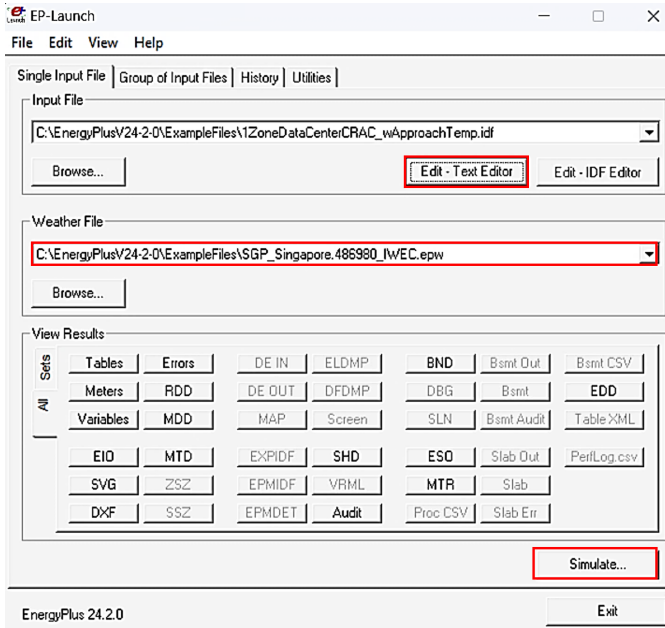 EP-Launch
File Edit View Help
Single Input File Group of Input Files History Utilities
Input File
C:\EnergyPlusV24-2-0\ExampleFiles\1ZoneDataCenterCRAC_wApproachTemp.idf
Browse... Edit - Text Editor Edit - IDF Editor
Weather File
C:\EnergyPlusV24-2-0\ExampleFiles\SGP_Singapore.486980_IWEC.epw
Browse...
View Results
Sets
All
Tables Errors DE IN ELDMP BND Bsmt Out Bsmt CSV
Meters RDD DE OUT DFDMP DBG Bsmt EDD
Variables MDD MAP Screen SLN Bsmt Audit Table XML
EIO MTD EXPIDF SHD ESO Slab Out PerfLog.csv
SVG ZSZ EPMIDF VRML MTR Slab
DXF SSZ EPMDET Audit Proc CSV Slab Err
Simulate...
EnergyPlus 24.2.0 Exit